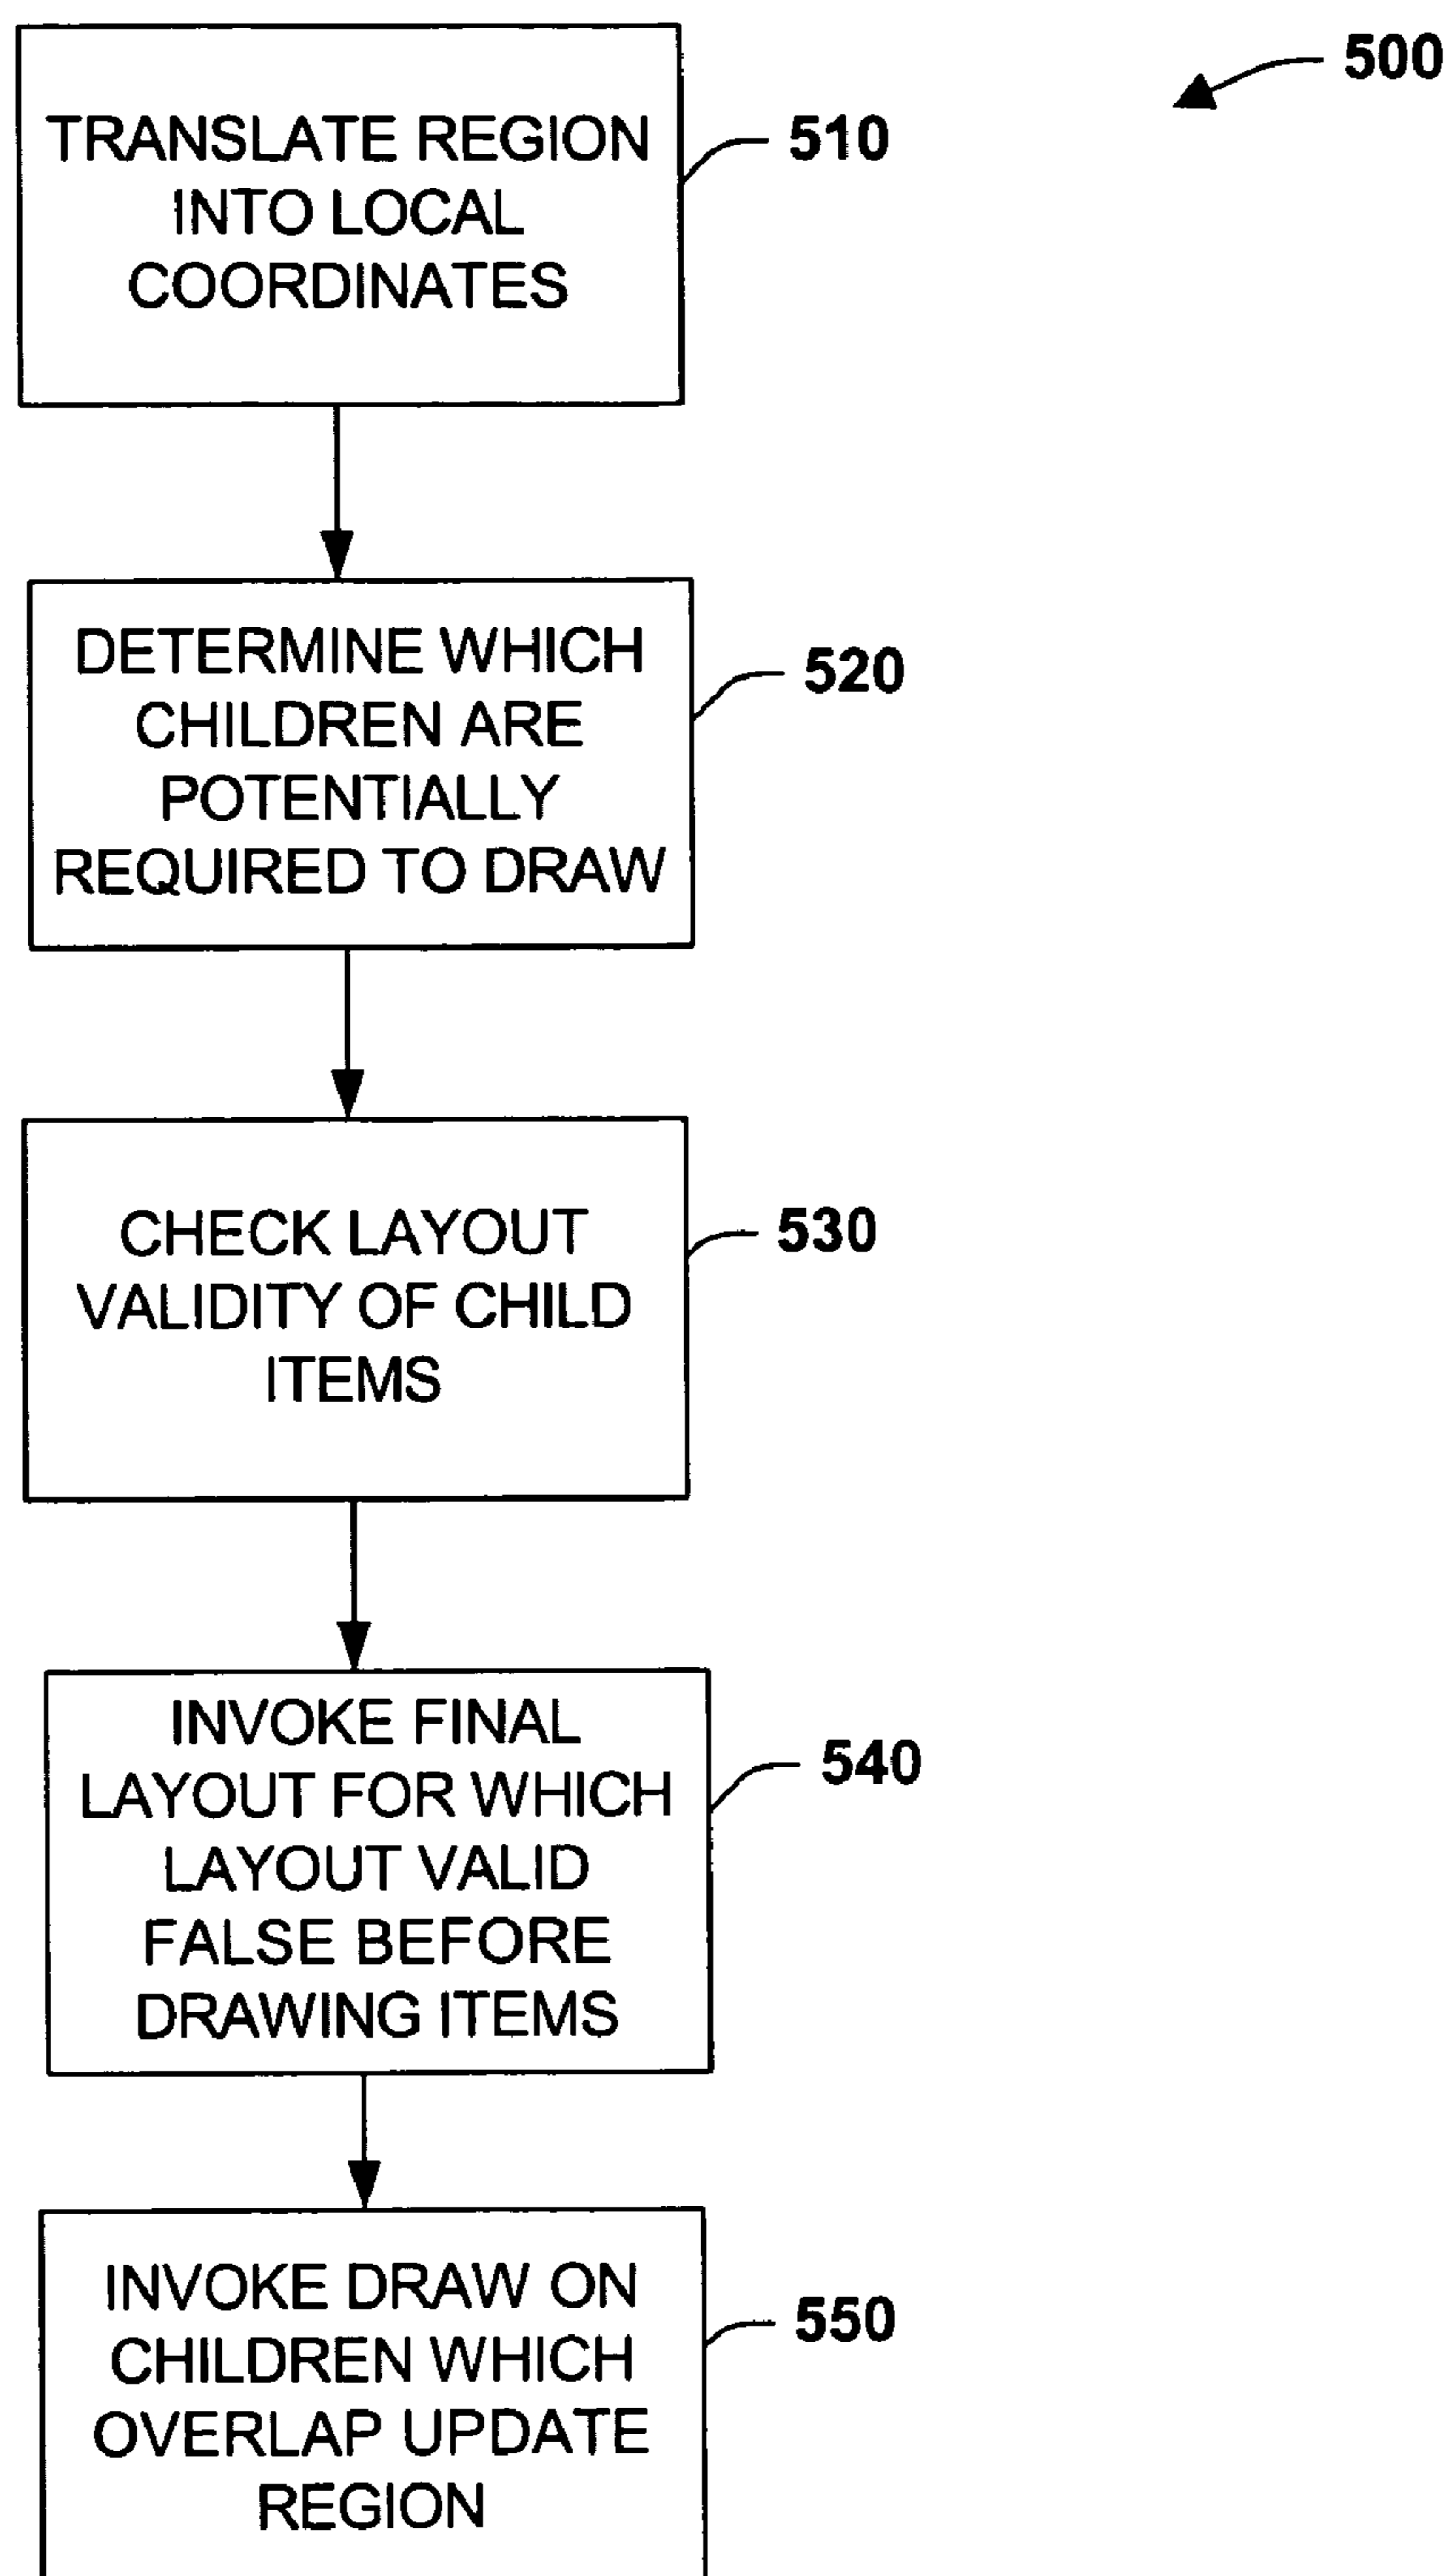 500
TRANSLATE REGION
INTO LOCAL
COORDINATES
510
DETERMINE WHICH
CHILDREN ARE
POTENTIALLY
REQUIRED TO DRAW
520
CHECK LAYOUT
VALIDITY OF CHILD
ITEMS
530
INVOKE FINAL
LAYOUT FOR WHICH
LAYOUT VALID
FALSE BEFORE
DRAWING ITEMS
540
INVOKE DRAW ON
CHILDREN WHICH
OVERLAP UPDATE
REGION
550